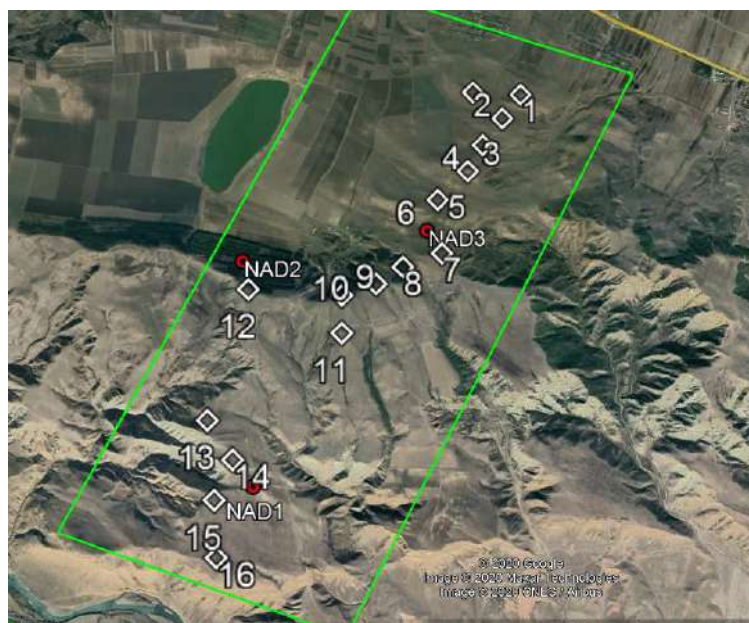 2
1
3
4
5
6
NAD3
7
8
9
10
NAD2
12
11
13
14
NAD1
15
16
© 2020 Google
Image © 2020 Maxar Technologies
Image © 2020 CNES / Airbus